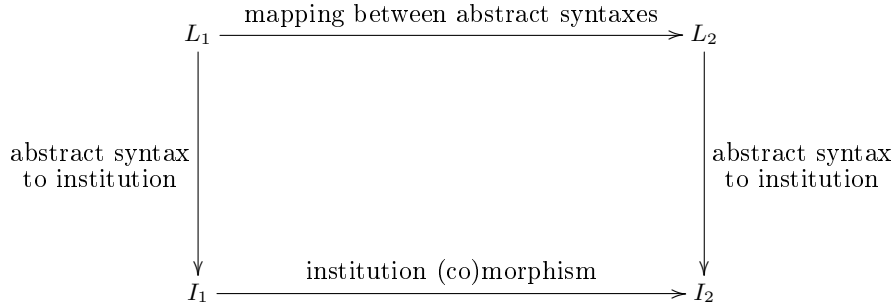 mapping between abstract syntaxes
L₁ L₂
abstract syntax abstract syntax
to institution to institution
institution (co)morphism
I₁ I₂